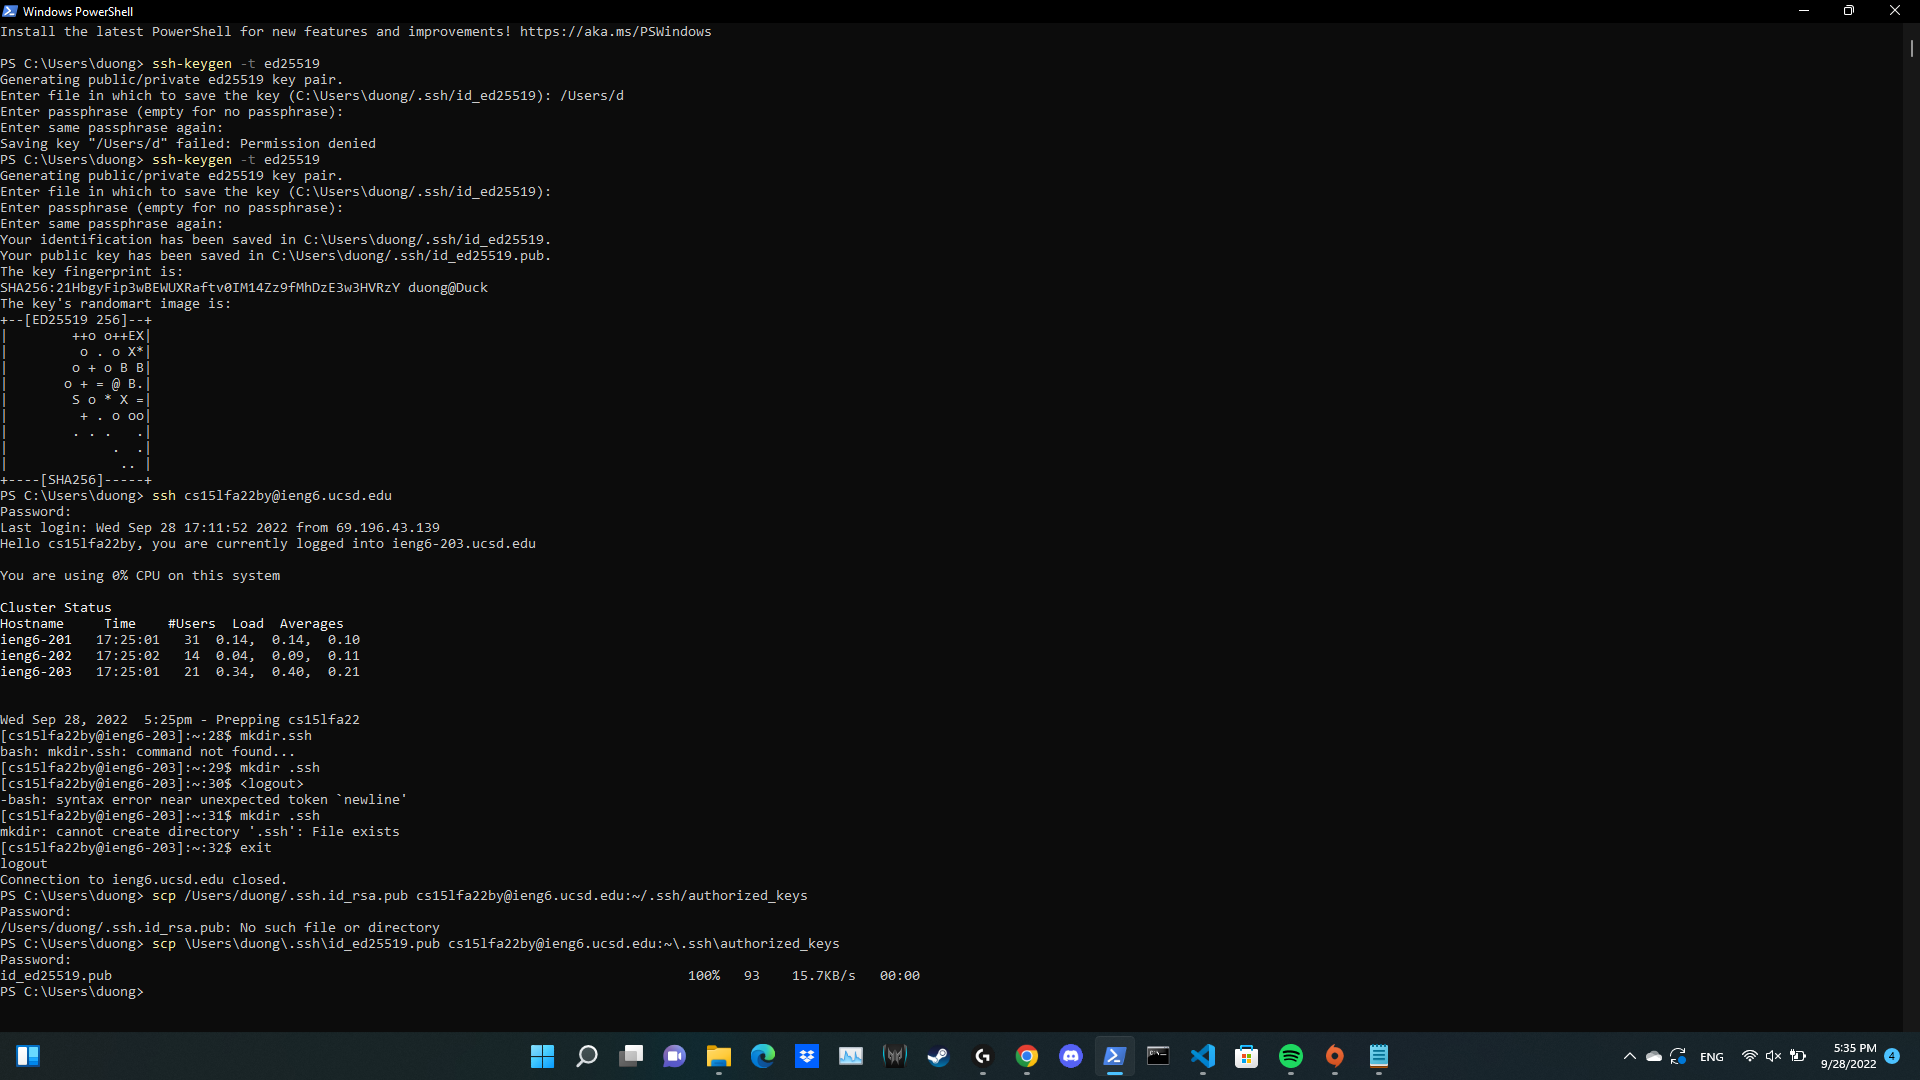 Windows PowerShell
Install the latest PowerShell for new features and improvements! https://aka.ms/PSWindows
PS C:\Users\duong> ssh-keygen -t ed25519
Generating public/private ed25519 key pair.
Enter file in which to save the key (C:\Users\duong/.ssh/id_ed25519): /Users/d
Enter passphrase (empty for no passphrase):
Enter same passphrase again:
Saving key "/Users/d" failed: Permission denied
PS C:\Users\duong> ssh-keygen -t ed25519
Generating public/private ed25519 key pair.
Enter file in which to save the key (C:\Users\duong/.ssh/id_ed25519):
Enter passphrase (empty for no passphrase):
Enter same passphrase again:
Your identification has been saved in C:\Users\duong/.ssh/id_ed25519.
Your public key has been saved in C:\Users\duong/.ssh/id_ed25519.pub.
The key fingerprint is:
SHA256:21HbgyFip3wBEWUXRaftv0IM14Zz9fMhDzE3w3HVRzY duong@Duck
The key's randomart image is:
+--[ED25519 256]--+
|        ++o o++EX|
|         o . o X*|
|        o + o B B|
|       o + = @ B.|
|        S o * X =|
|         + . o oo|
|        . . .   .|
|             .  .|
|              .. |
+----[SHA256]-----+
PS C:\Users\duong> ssh cs15lfa22by@ieng6.ucsd.edu
Password:
Last login: Wed Sep 28 17:11:52 2022 from 69.196.43.139
Hello cs15lfa22by, you are currently logged into ieng6-203.ucsd.edu
You are using 0% CPU on this system
Cluster Status
Hostname     Time    #Users  Load  Averages
ieng6-201   17:25:01   31  0.14,  0.14,  0.10
ieng6-202   17:25:02   14  0.04,  0.09,  0.11
ieng6-203   17:25:01   21  0.34,  0.40,  0.21
Wed Sep 28, 2022  5:25pm - Prepping cs15lfa22
[cs15lfa22by@ieng6-203]:~:28$ mkdir.ssh
bash: mkdir.ssh: command not found...
[cs15lfa22by@ieng6-203]:~:29$ mkdir .ssh
[cs15lfa22by@ieng6-203]:~:30$ <logout>
-bash: syntax error near unexpected token `newline'
[cs15lfa22by@ieng6-203]:~:31$ mkdir .ssh
mkdir: cannot create directory '.ssh': File exists
[cs15lfa22by@ieng6-203]:~:32$ exit
logout
Connection to ieng6.ucsd.edu closed.
PS C:\Users\duong> scp /Users/duong/.ssh.id_rsa.pub cs15lfa22by@ieng6.ucsd.edu:~/.ssh/authorized_keys
Password:
/Users/duong/.ssh.id_rsa.pub: No such file or directory
PS C:\Users\duong> scp \Users\duong\.ssh\id_ed25519.pub cs15lfa22by@ieng6.ucsd.edu:~\.ssh\authorized_keys
Password:
id_ed25519.pub    100%   93    15.7KB/s   00:00
PS C:\Users\duong>
ENG
5:35 PM
9/28/2022
4